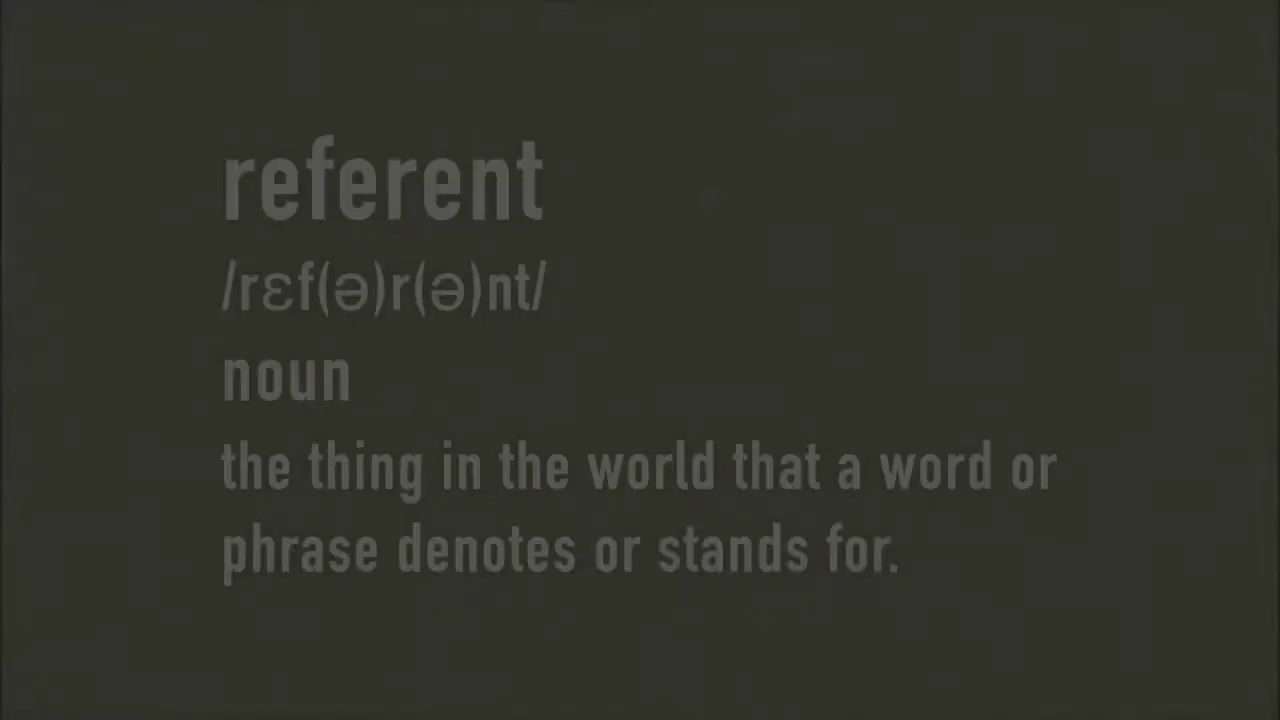 referent
/rɛf(ə)r(ə)nt/
noun
the thing in the world that a word or
phrase denotes or stands for.